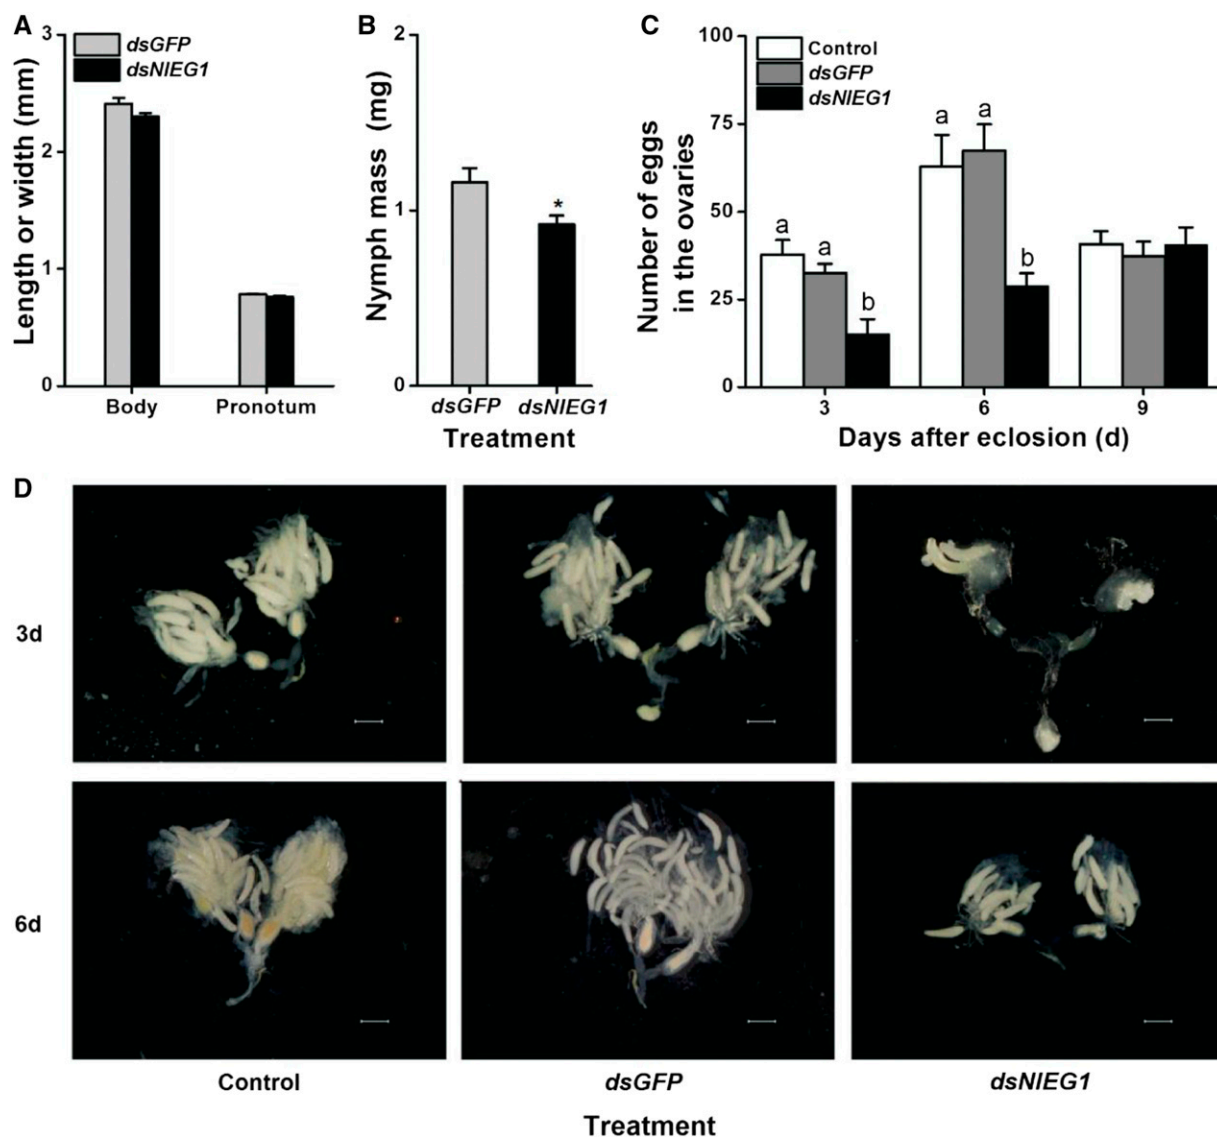 A
3
2
1
0
Length or width (mm)
dsGFP
dsNlEG1
Body Pronotum
B
2
1
0
Nymph mass (mg)
*
dsGFP dsNlEG1
Treatment
C
100
75
50
25
0
Number of eggs
in the ovaries
Control
dsGFP
dsNlEG1
a a b
a a b
3 6 9
Days after eclosion (d)
D
3d
6d
Control dsGFP dsNlEG1
Treatment